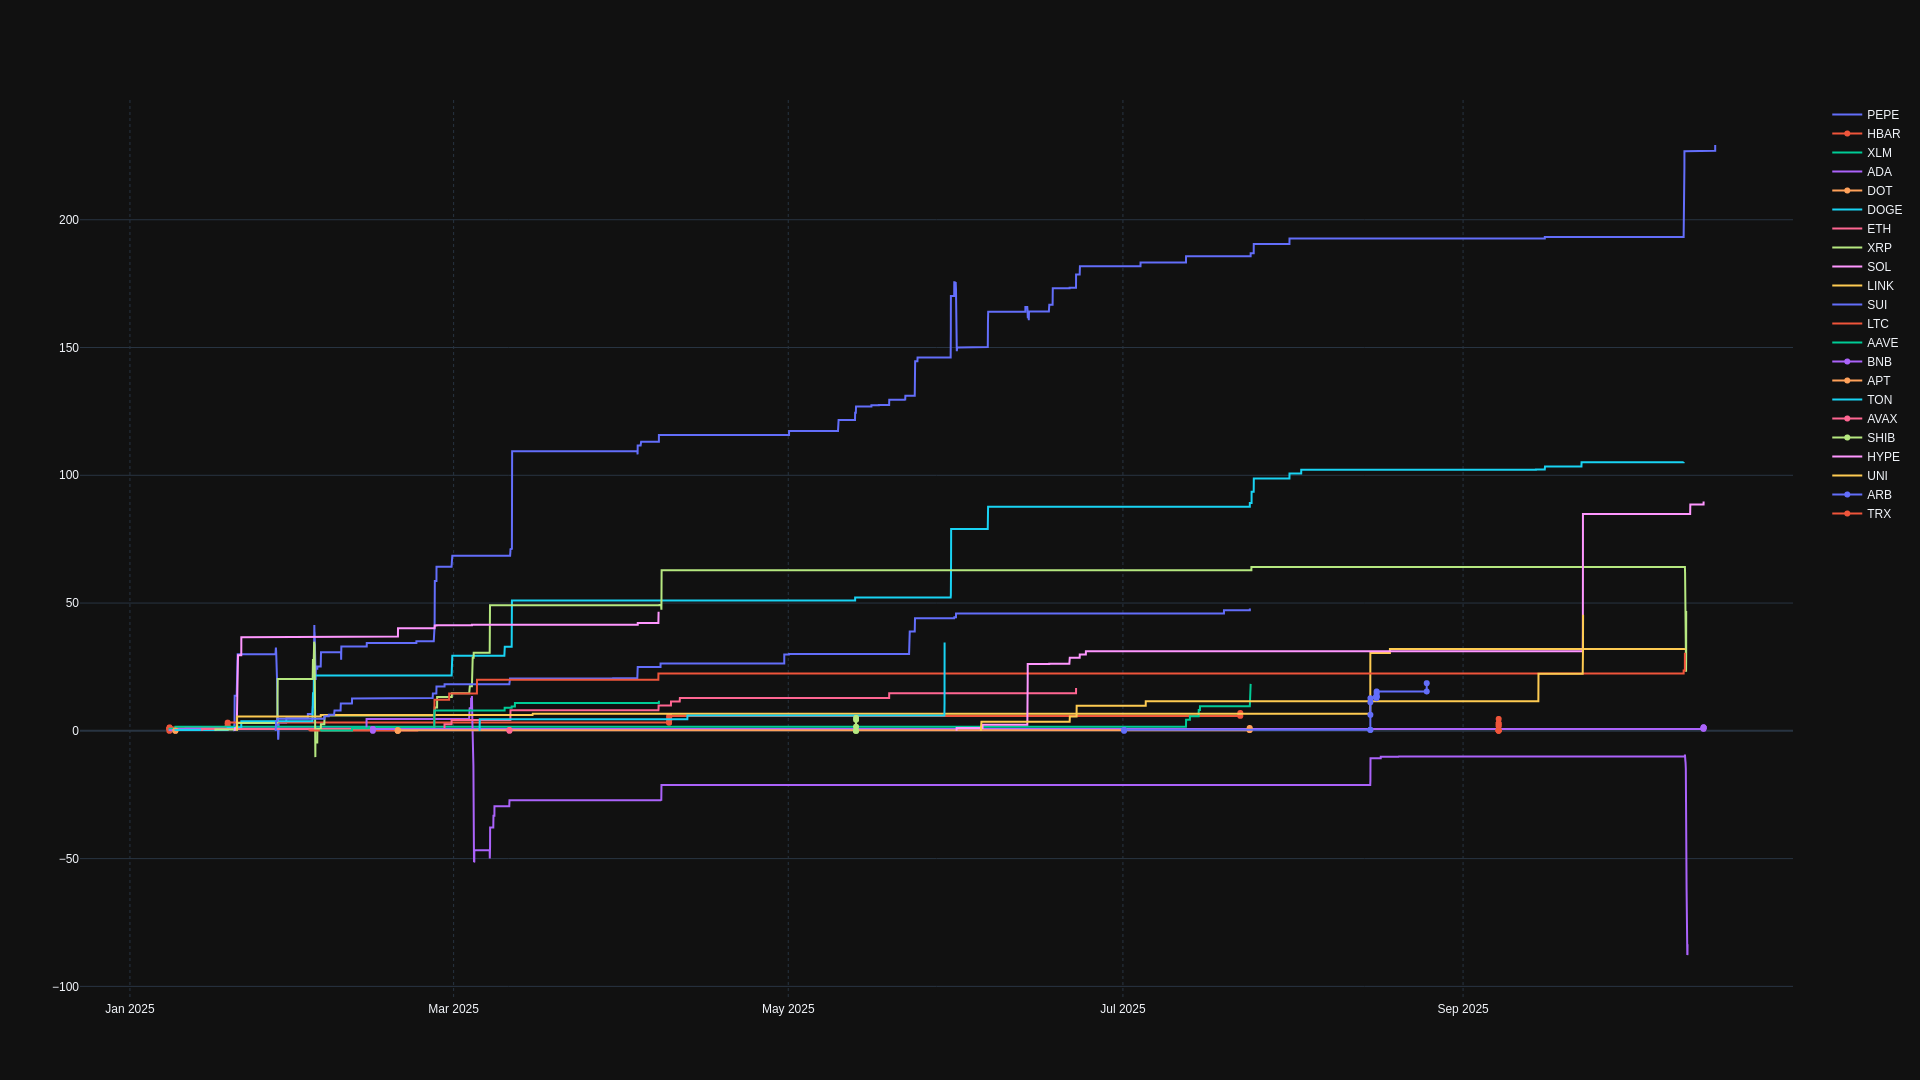 200
150
100
50
0
−50
−100
Jan 2025
Mar 2025
May 2025
Jul 2025
Sep 2025
PEPE
HBAR
XLM
ADA
DOT
DOGE
ETH
XRP
SOL
LINK
SUI
LTC
AAVE
BNB
APT
TON
AVAX
SHIB
HYPE
UNI
ARB
TRX